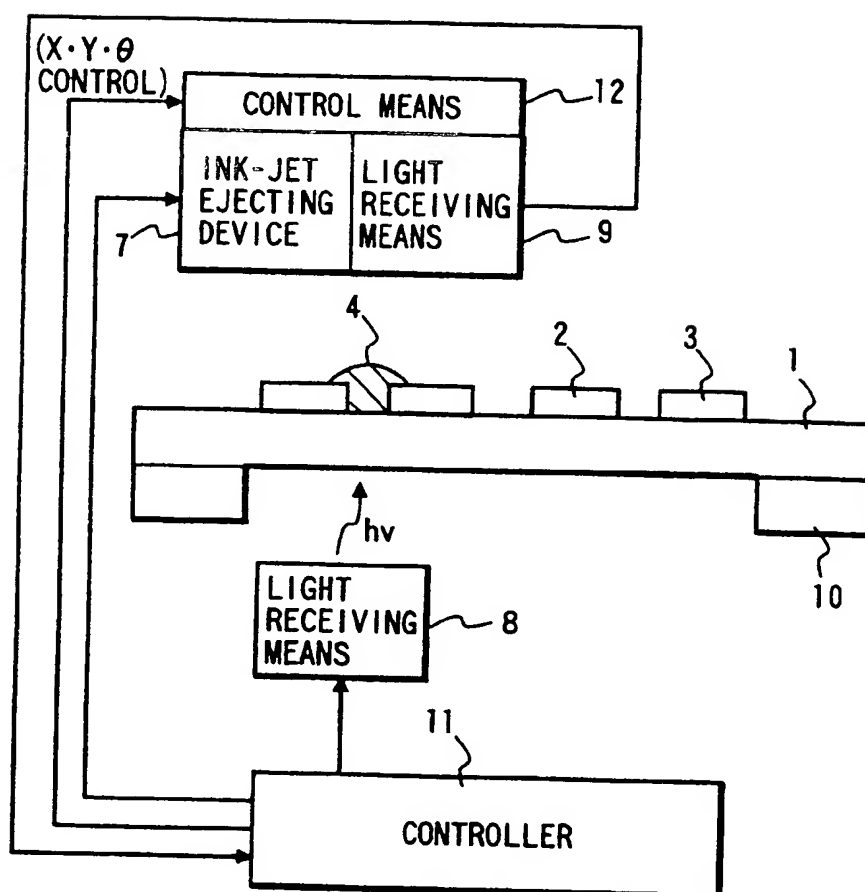 (X·Y·θ
CONTROL)
CONTROL MEANS
12
INK-JET
EJECTING
DEVICE
LIGHT
RECEIVING
MEANS
7
9
4
2
3
1
hν
10
LIGHT
RECEIVING
MEANS
8
11
CONTROLLER